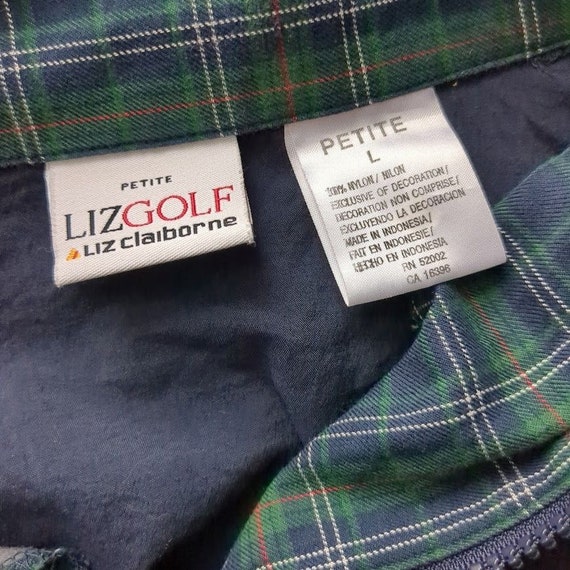 PETITE
LIZGOLF
LIZ claiborne
PETITE
L
100% NYLON/ NILON
EXCLUSIVE OF DECORATION/
DECORATION NON COMPRISE/
EXCLUYENDO LA DECORACION
MADE IN INDONESIA/
FAIT EN INDONESIE/
HECHO EN INDONESIA
RN 52002
CA 16396